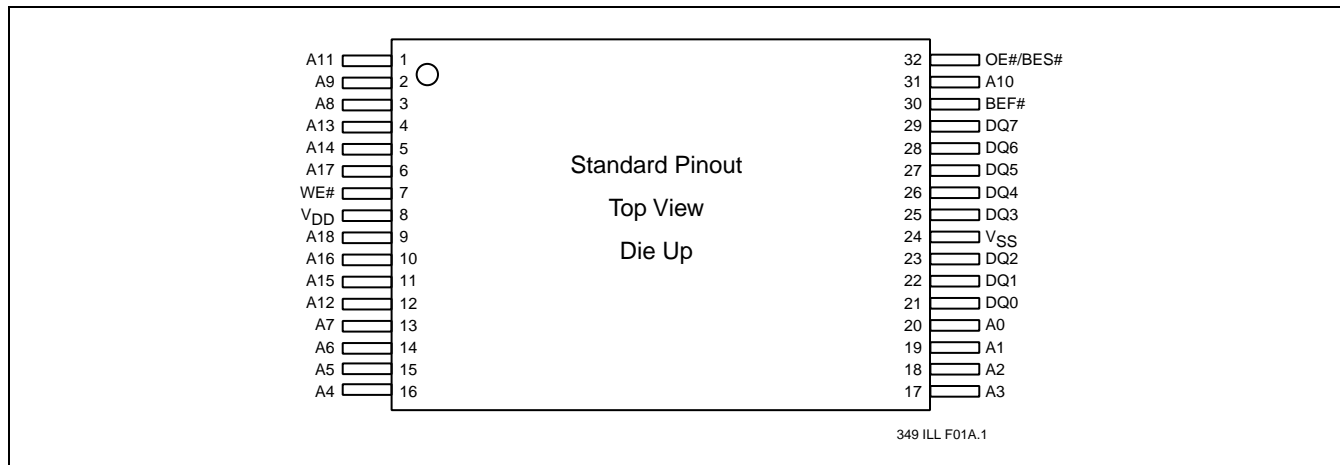 A11 1 32 OE#/BES#
A9 2 31 A10
A8 3 30 BEF#
A13 4 29 DQ7
A14 5 28 DQ6
A17 6 27 DQ5
WE# 7 26 DQ4
VDD 8 25 DQ3
A18 9 24 VSS
A16 10 23 DQ2
A15 11 22 DQ1
A12 12 21 DQ0
A7 13 20 A0
A6 14 19 A1
A5 15 18 A2
A4 16 17 A3
Standard Pinout
Top View
Die Up
349 ILL F01A.1